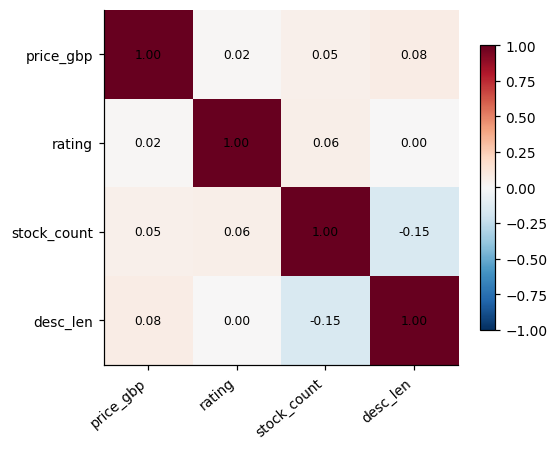 price_gbp 1.00 0.02 0.05 0.08
rating 0.02 1.00 0.06 0.00
stock_count 0.05 0.06 1.00 -0.15
desc_len 0.08 0.00 -0.15 1.00
price_gbp rating stock_count desc_len
1.00
0.75
0.50
0.25
0.00
−0.25
−0.50
−0.75
−1.00